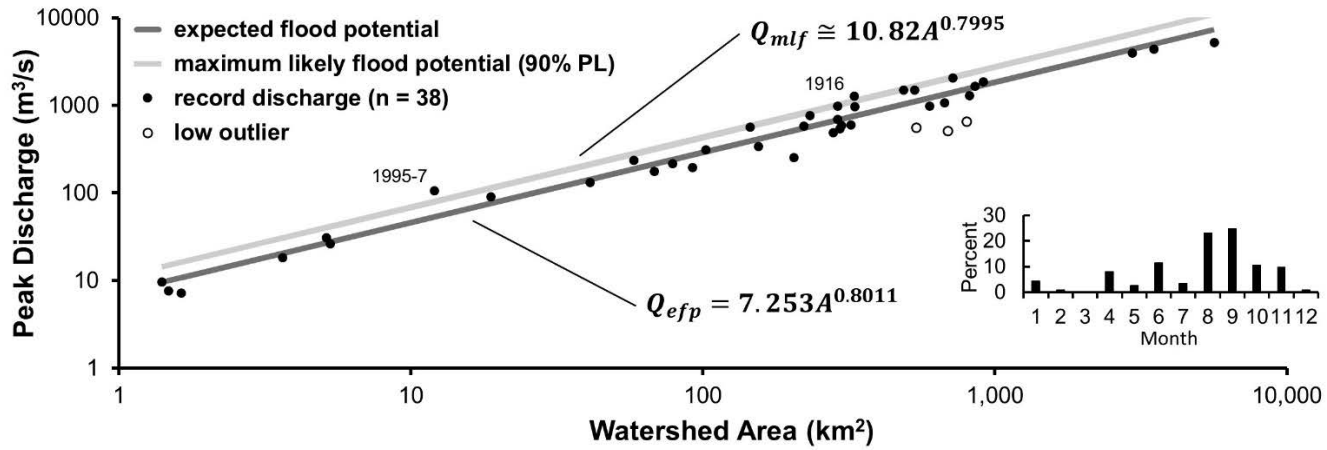 Peak Discharge (m³/s)
10000
1000
100
10
1
expected flood potential
maximum likely flood potential (90% PL)
record discharge (n = 38)
low outlier
Q_mlf ≅ 10.82A^0.7995
1916
1995-7
Q_efp = 7.253A^0.8011
Percent
30
20
10
0
1 2 3 4 5 6 7 8 9 10 11 12
Month
1 10 100 1,000 10,000
Watershed Area (km²)